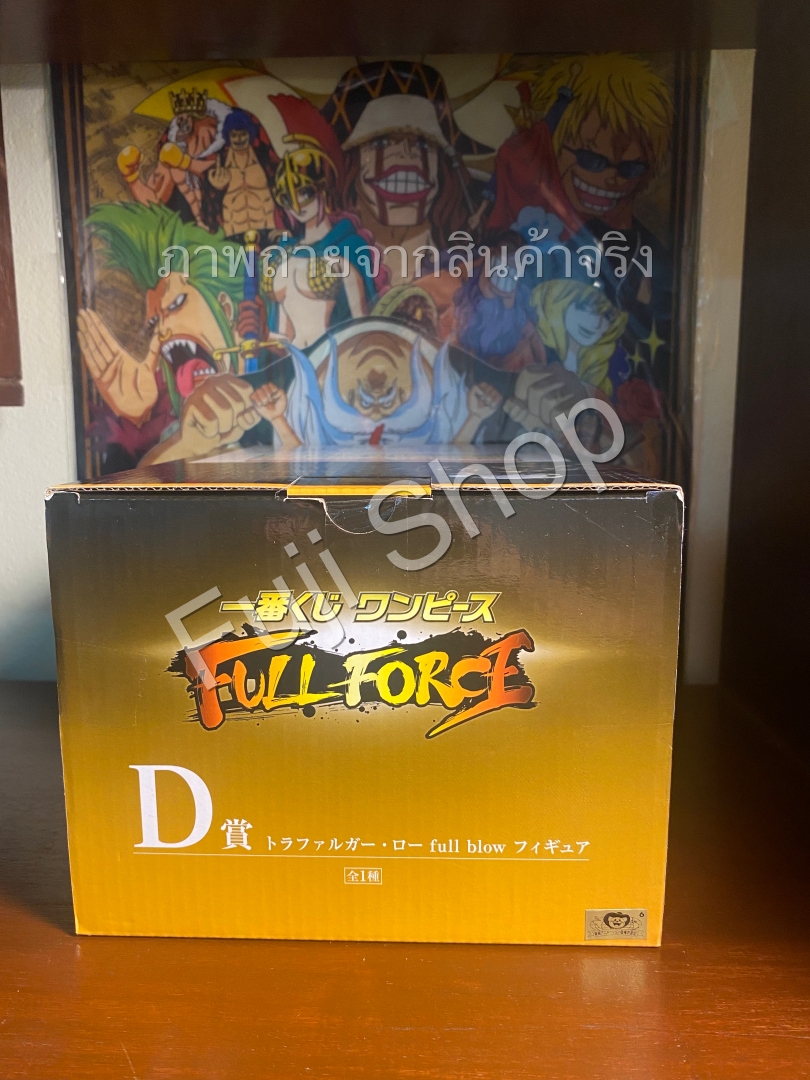 ภาพถ่ายจากสินค้าจริง
Fuji Shop
一番くじ ワンピース
FULL FORCE
D賞 トラファルガー・ロー full blow フィギュア
全1種
6